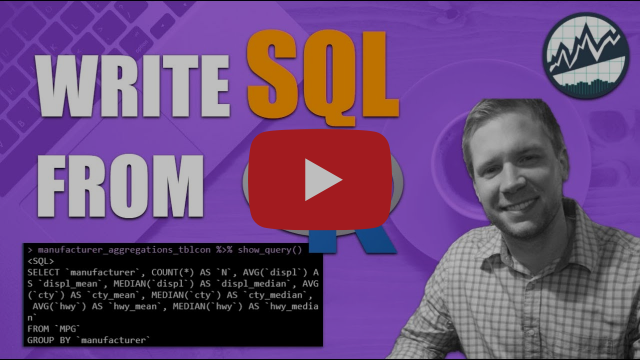 WRITE SQL
FROM R
> manufacturer_aggregations_tblcon %>% show_query()
<SQL>
SELECT `manufacturer`, COUNT(*) AS `N`, AVG(`displ`) A
S `displ_mean`, MEDIAN(`displ`) AS `displ_median`, AVG
(`cty`) AS `cty_mean`, MEDIAN(`cty`) AS `cty_median`,
 AVG(`hwy`) AS `hwy_mean`, MEDIAN(`hwy`) AS `hwy_media
n`
FROM `MPG`
GROUP BY `manufacturer`